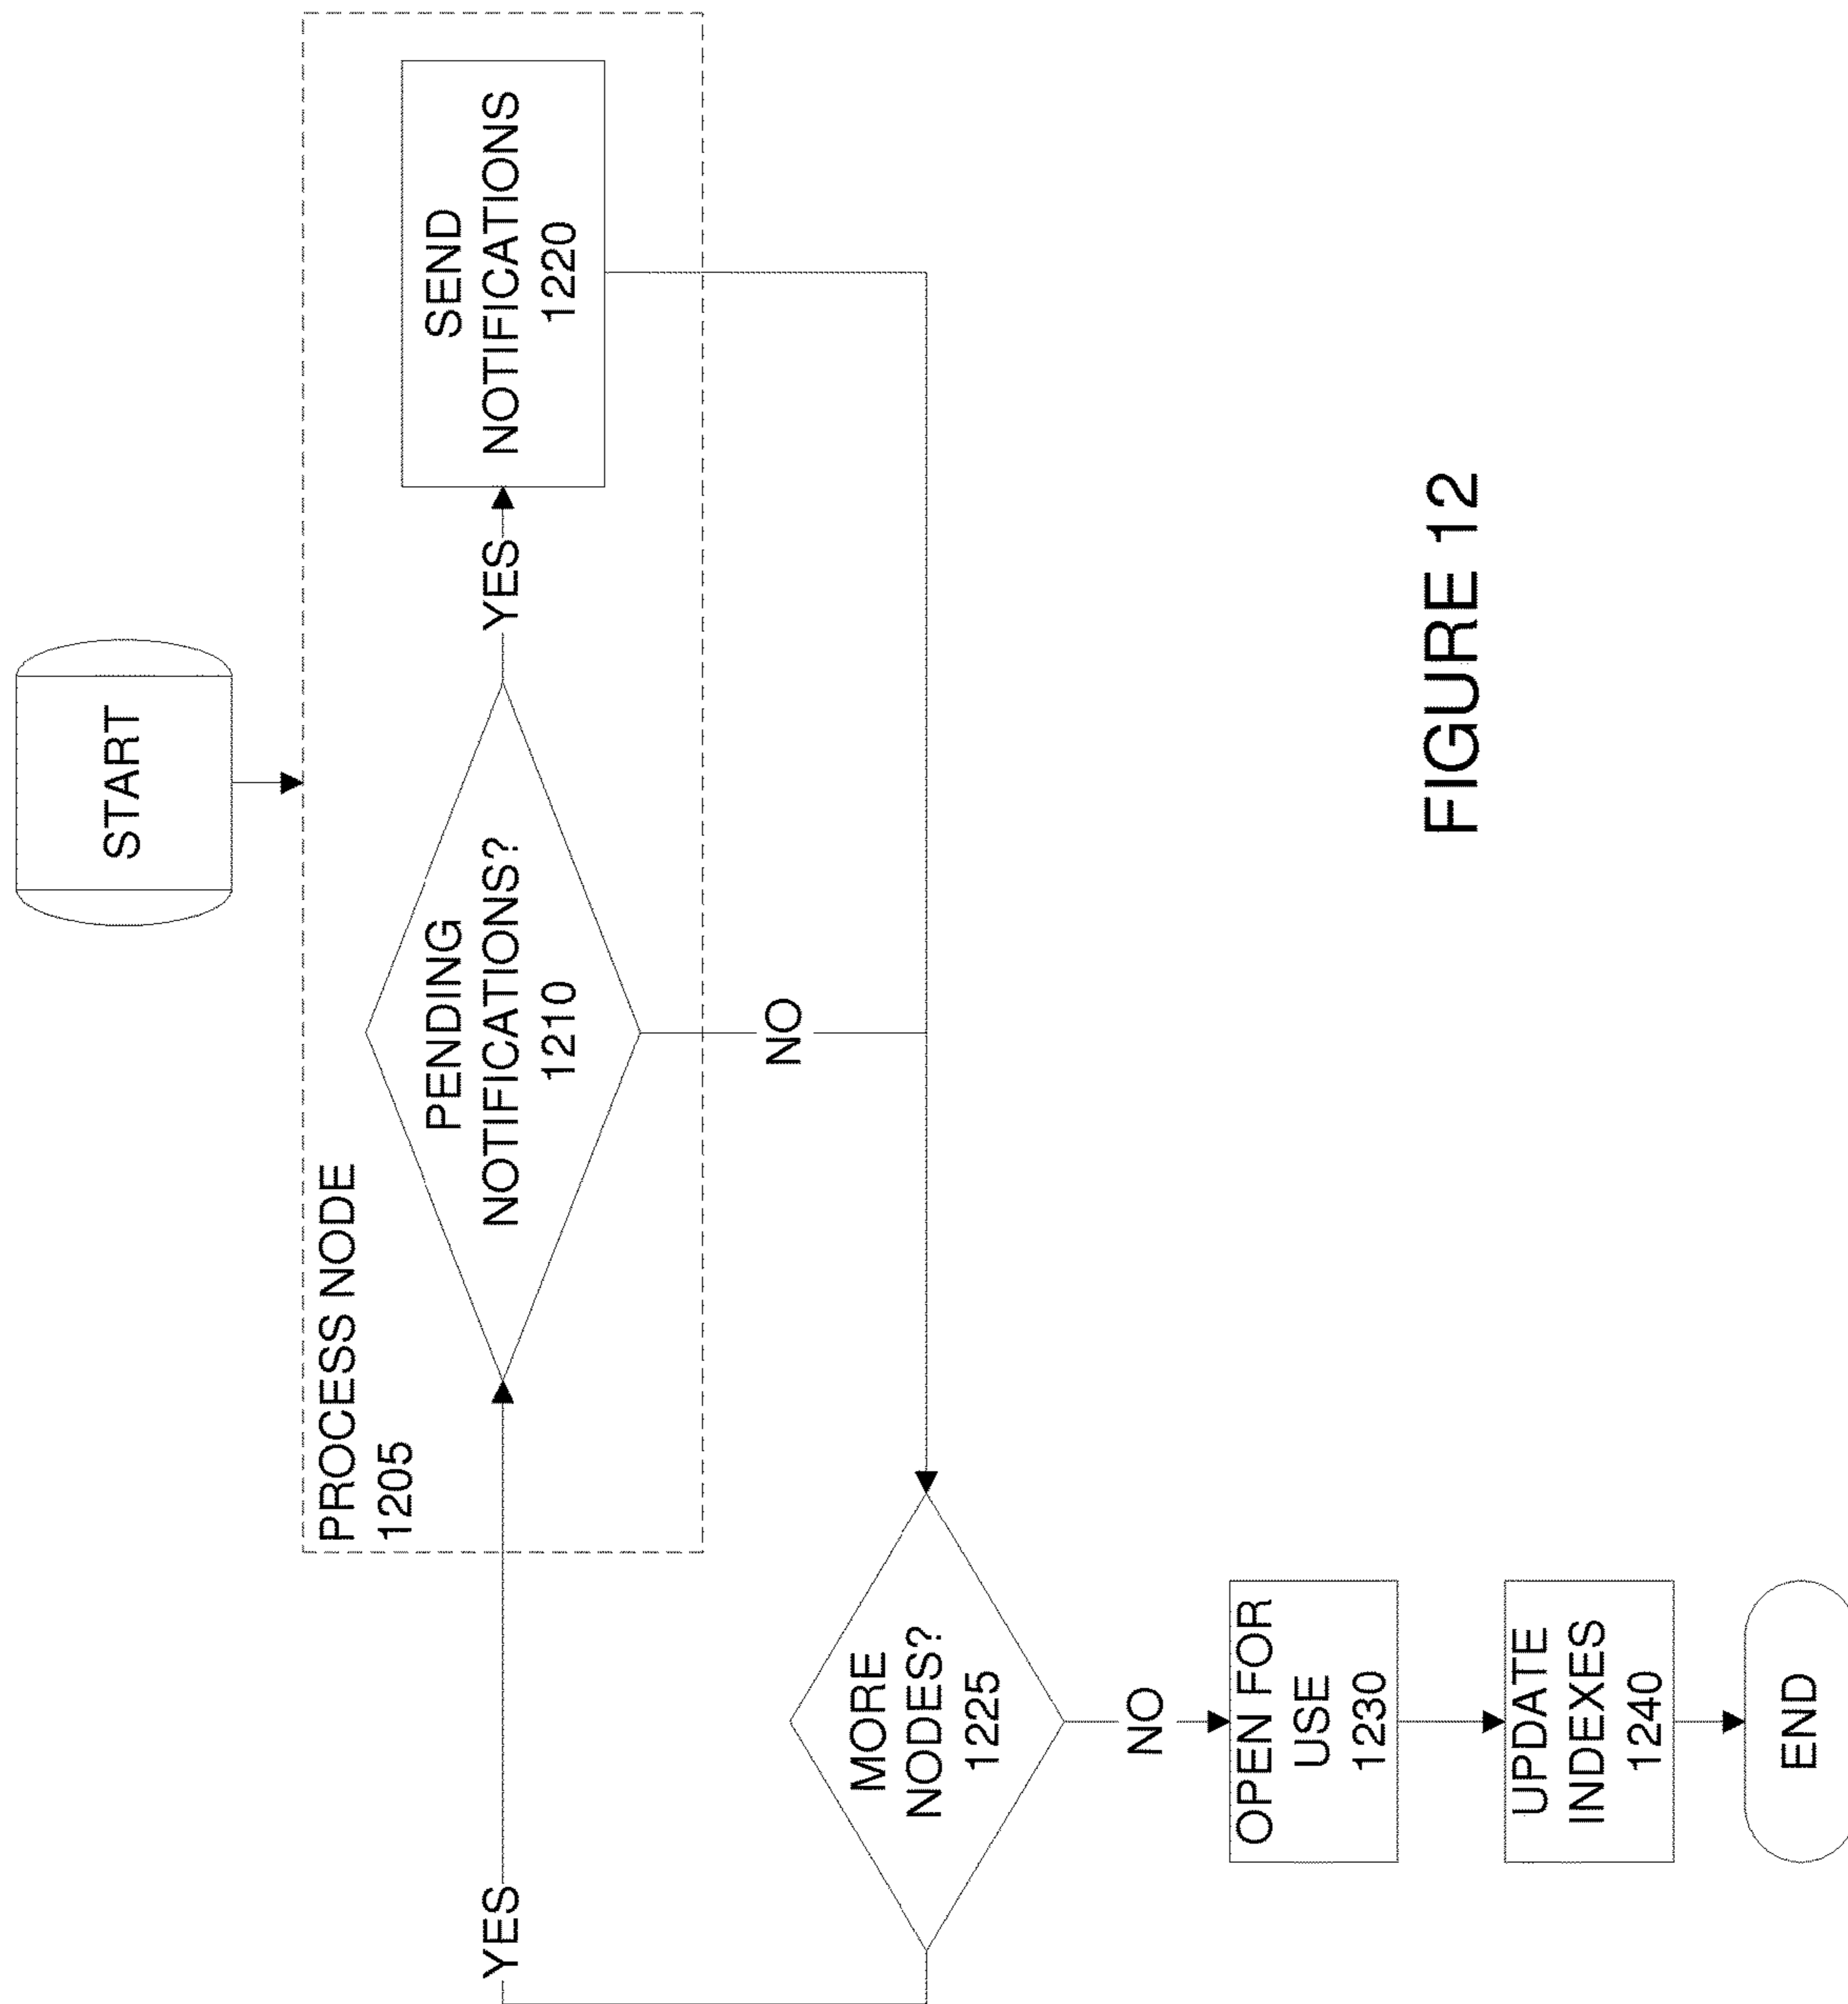 START
PROCESS NODE
1205
PENDING
NOTIFICATIONS?
1210
YES
SEND
NOTIFICATIONS
1220
NO
YES
MORE
NODES?
1225
NO
OPEN FOR
USE
1230
UPDATE
INDEXES
1240
END
FIGURE 12